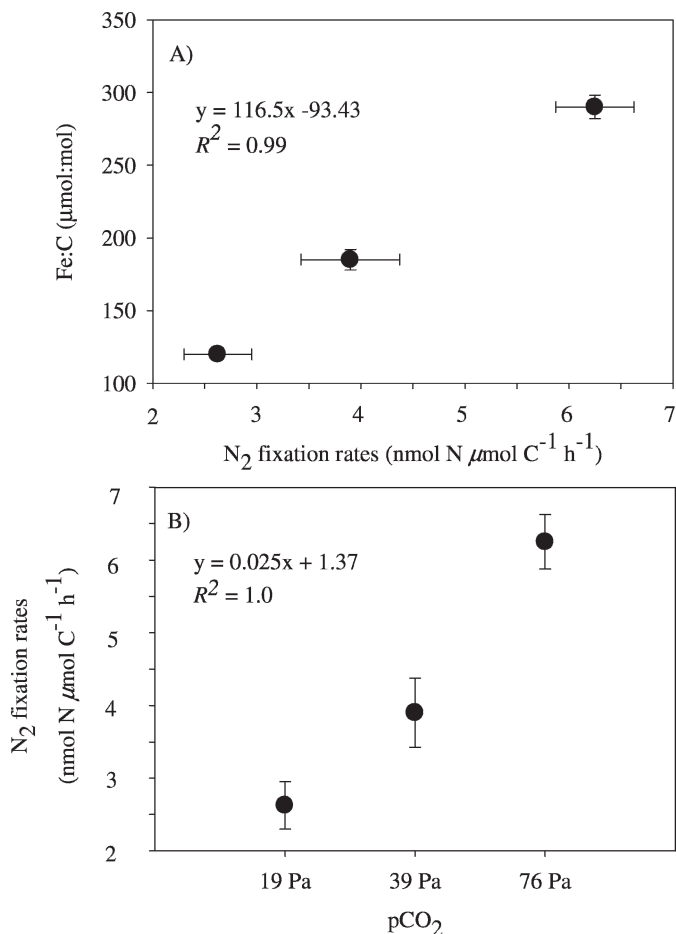 350
A)
300
y = 116.5x -93.43
R² = 0.99
250
Fe:C (μmol:mol)
200
150
100
2 3 4 5 6 7
N₂ fixation rates (nmol N μmol C⁻¹ h⁻¹)
7
B)
6
y = 0.025x + 1.37
R² = 1.0
5
N₂ fixation rates
(nmol N μmol C⁻¹ h⁻¹)
4
3
2
19 Pa 39 Pa 76 Pa
pCO₂